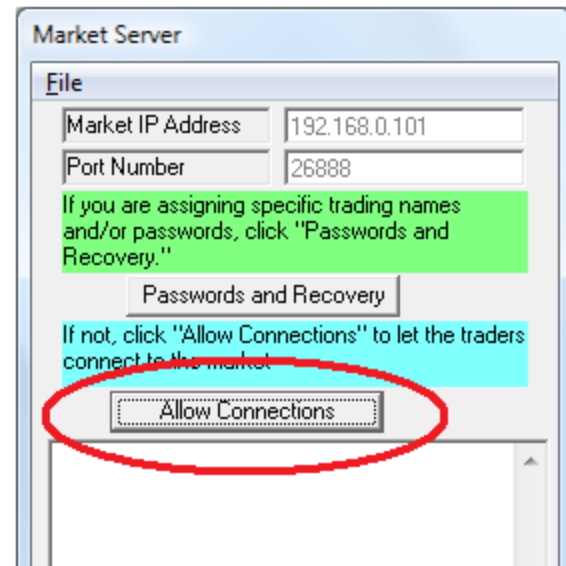 Market Server
File
Market IP Address 192.168.0.101
Port Number 26888
If you are assigning specific trading names
and/or passwords, click "Passwords and
Recovery."
Passwords and Recovery
If not, click "Allow Connections" to let the traders
connect to the market
Allow Connections